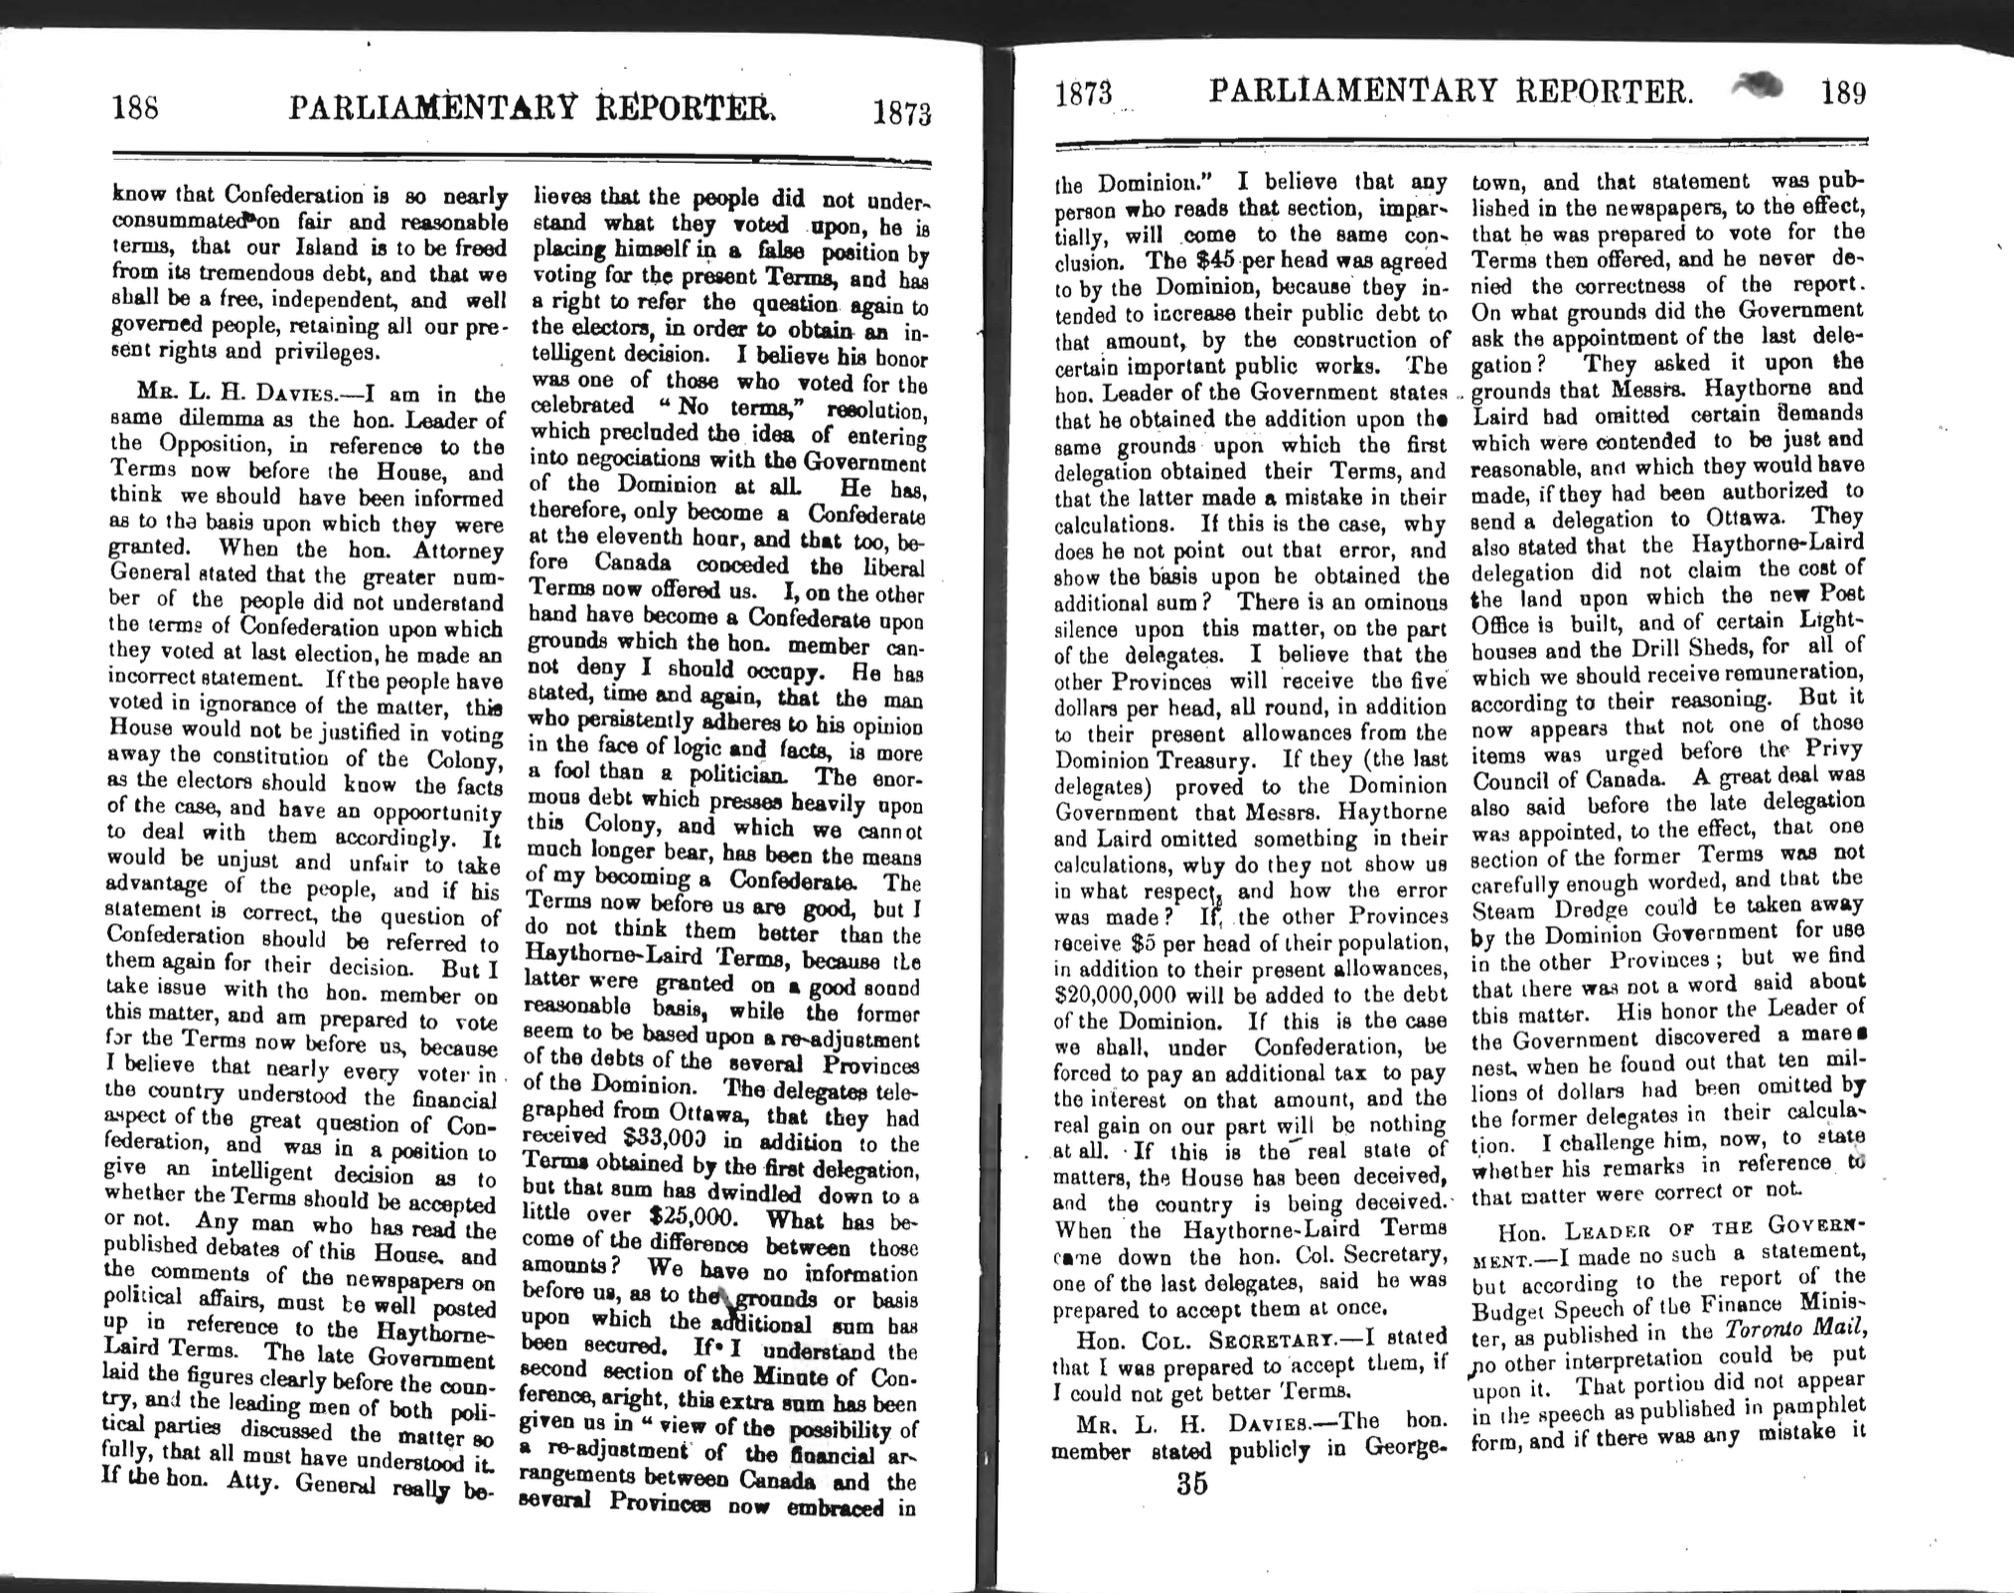 188 PARLIAMENTARY REPORTER. 1873
know that Confederation is so nearly
consummated on fair and reasonable
terms, that our Island is to be freed
from its tremendous debt, and that we
shall be a free, independent, and well
governed people, retaining all our pre-
sent rights and privileges.
MR. L. H. DAVIES.—I am in the
same dilemma as the hon. Leader of
the Opposition, in reference to the
Terms now before the House, and
think we should have been informed
as to the basis upon which they were
granted. When the hon. Attorney
General stated that the greater num-
ber of the people did not understand
the terms of Confederation upon which
they voted at last election, he made an
incorrect statement. If the people have
voted in ignorance of the matter, this
House would not be justified in voting
away the constitution of the Colony,
as the electors should know the facts
of the case, and have an oppoortunity
to deal with them accordingly. It
would be unjust and unfair to take
advantage of the people, and if his
statement is correct, the question of
Confederation should be referred to
them again for their decision. But I
take issue with the hon. member on
this matter, and am prepared to vote
for the Terms now before us, because
I believe that nearly every voter in
the country understood the financial
aspect of the great question of Con-
federation, and was in a position to
give an intelligent decision as to
whether the Terms should be accepted
or not. Any man who has read the
published debates of this House, and
the comments of the newspapers on
political affairs, must be well posted
up in reference to the Haythorne-
Laird Terms. The late Government
laid the figures clearly before the coun-
try, and the leading men of both poli-
tical parties discussed the matter so
fully, that all must have understood it.
If the hon. Atty. General really be-
lieves that the people did not under-
stand what they voted upon, he is
placing himself in a false position by
voting for the present Terms, and has
a right to refer the question again to
the electors, in order to obtain an in-
telligent decision. I believe his honor
was one of those who voted for the
celebrated "No terms," resolution,
which precluded the idea of entering
into negociations with the Government
of the Dominion at all. He has,
therefore, only become a Confederate
at the eleventh hour, and that too, be-
fore Canada conceded the liberal
Terms now offered us. I, on the other
hand have become a Confederate upon
grounds which the hon. member can-
not deny I should occupy. He has
stated, time and again, that the man
who persistently adheres to his opinion
in the face of logic and facts, is more
a fool than a politician. The enor-
mous debt which presses heavily upon
this Colony, and which we cannot
much longer bear, has been the means
of my becoming a Confederate. The
Terms now before us are good, but I
do not think them better than the
Haythorne-Laird Terms, because the
latter were granted on a good sound
reasonable basis, while the former
seem to be based upon a re-adjustment
of the debts of the several Provinces
of the Dominion. The delegates tele-
graphed from Ottawa, that they had
received $33,000 in addition to the
Terms obtained by the first delegation,
but that sum has dwindled down to a
little over $25,000. What has be-
come of the difference between those
amounts? We have no information
before us, as to the grounds or basis
upon which the additional sum has
been secured. If I understand the
second section of the Minute of Con-
ference, aright, this extra sum has been
given us in "view of the possibility of
a re-adjustment of the financial ar-
rangements between Canada and the
several Provinces now embraced in
1873 PARLIAMENTARY REPORTER. 189
the Dominion." I believe that any
person who reads that section, impar-
tially, will come to the same con-
clusion. The $45 per head was agreed
to by the Dominion, because they in-
tended to increase their public debt to
that amount, by the construction of
certain important public works. The
hon. Leader of the Government states
that he obtained the addition upon the
same grounds upon which the first
delegation obtained their Terms, and
that the latter made a mistake in their
calculations. If this is the case, why
does he not point out that error, and
show the basis upon he obtained the
additional sum? There is an ominous
silence upon this matter, on the part
of the delegates. I believe that the
other Provinces will receive the five
dollars per head, all round, in addition
to their present allowances from the
Dominion Treasury. If they (the last
delegates) proved to the Dominion
Government that Messrs. Haythorne
and Laird omitted something in their
calculations, why do they not show us
in what respect, and how the error
was made? If, the other Provinces
receive $5 per head of their population,
in addition to their present allowances,
$20,000,000 will be added to the debt
of the Dominion. If this is the case
we shall, under Confederation, be
forced to pay an additional tax to pay
the interest on that amount, and the
real gain on our part will be nothing
at all. If this is the real state of
matters, the House has been deceived,
and the country is being deceived.
When the Haythorne-Laird Terms
came down the hon. Col. Secretary,
one of the last delegates, said he was
prepared to accept them at once.
Hon. COL. SECRETARY.—I stated
that I was prepared to accept them, if
I could not get better Terms.
MR. L. H. DAVIES.—The hon.
member stated publicly in George-
35
town, and that statement was pub-
lished in the newspapers, to the effect,
that he was prepared to vote for the
Terms then offered, and he never de-
nied the correctness of the report.
On what grounds did the Government
ask the appointment of the last dele-
gation? They asked it upon the
grounds that Messrs. Haythorne and
Laird had omitted certain demands
which were contended to be just and
reasonable, and which they would have
made, if they had been authorized to
send a delegation to Ottawa. They
also stated that the Haythorne-Laird
delegation did not claim the cost of
the land upon which the new Post
Office is built, and of certain Light-
houses and the Drill Sheds, for all of
which we should receive remuneration,
according to their reasoning. But it
now appears that not one of those
items was urged before the Privy
Council of Canada. A great deal was
also said before the late delegation
was appointed, to the effect, that one
section of the former Terms was not
carefully enough worded, and that the
Steam Dredge could be taken away
by the Dominion Government for use
in the other Provinces; but we find
that there was not a word said about
this matter. His honor the Leader of
the Government discovered a mares
nest, when he found out that ten mil-
lions of dollars had been omitted by
the former delegates in their calcula-
tion. I challenge him, now, to state
whether his remarks in reference to
that matter were correct or not.
Hon. LEADER OF THE GOVERN-
MENT.—I made no such a statement,
but according to the report of the
Budget Speech of the Finance Minis-
ter, as published in the Toronto Mail,
no other interpretation could be put
upon it. That portion did not appear
in the speech as published in pamphlet
form, and if there was any mistake it